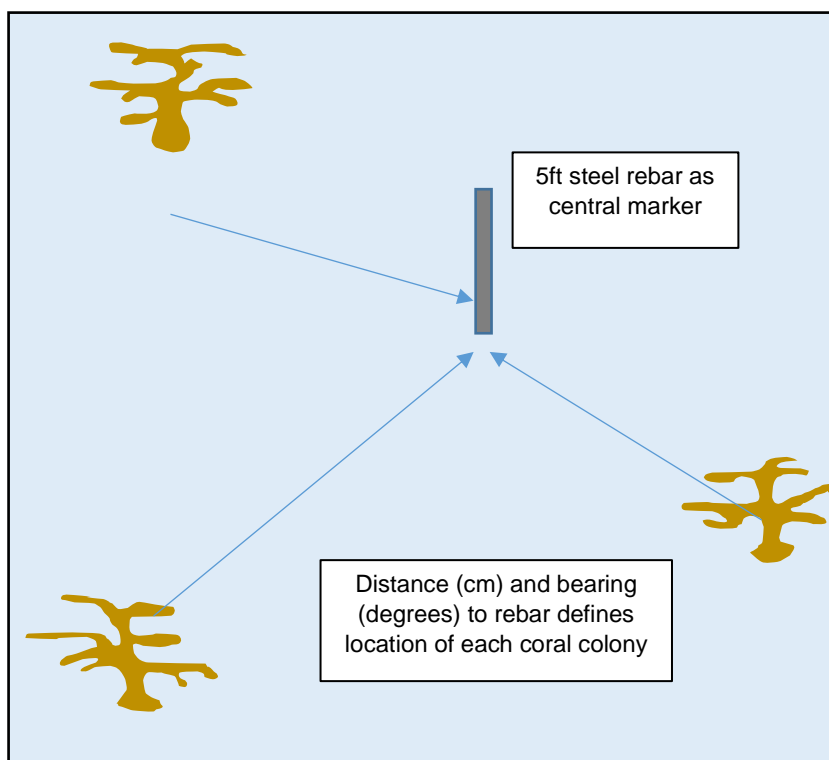 5ft steel rebar as
central marker
Distance (cm) and bearing
(degrees) to rebar defines
location of each coral colony